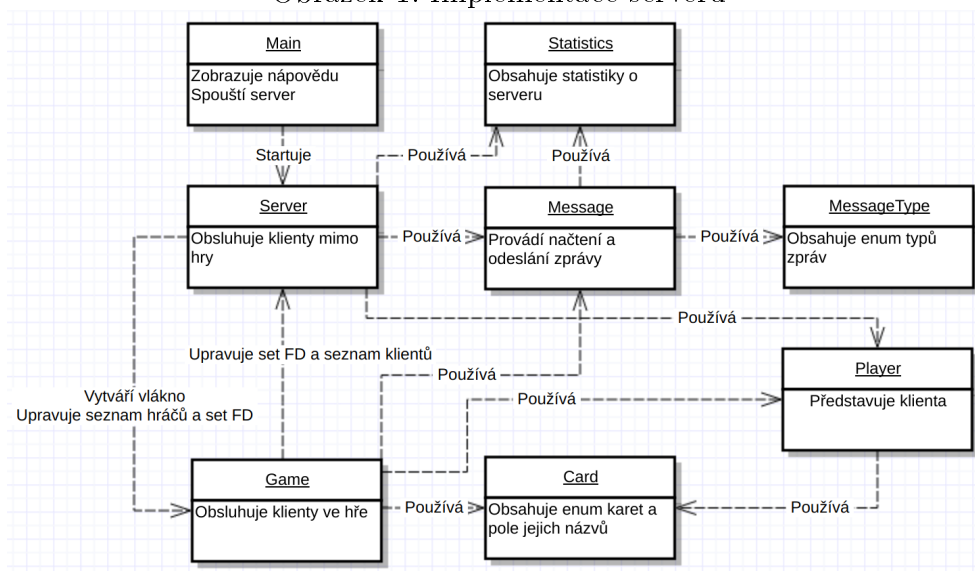 Obrázek 1: Implementace serveru
Main
Zobrazuje nápovědu
Spouští server
Statistics
Obsahuje statistiky o
serveru
Startuje
Používá
Používá
Server
Obsluhuje klienty mimo
hry
Používá
Message
Provádí načtení a
odeslání zprávy
Používá
MessageType
Obsahuje enum typů
zpráv
Používá
Upravuje set FD a seznam klientů
Používá
Player
Představuje klienta
Vytváří vlákno
Upravuje seznam hráčů a set FD
Používá
Game
Obsluhuje klienty ve hře
Používá
Card
Obsahuje enum karet a
pole jejich názvů
Používá